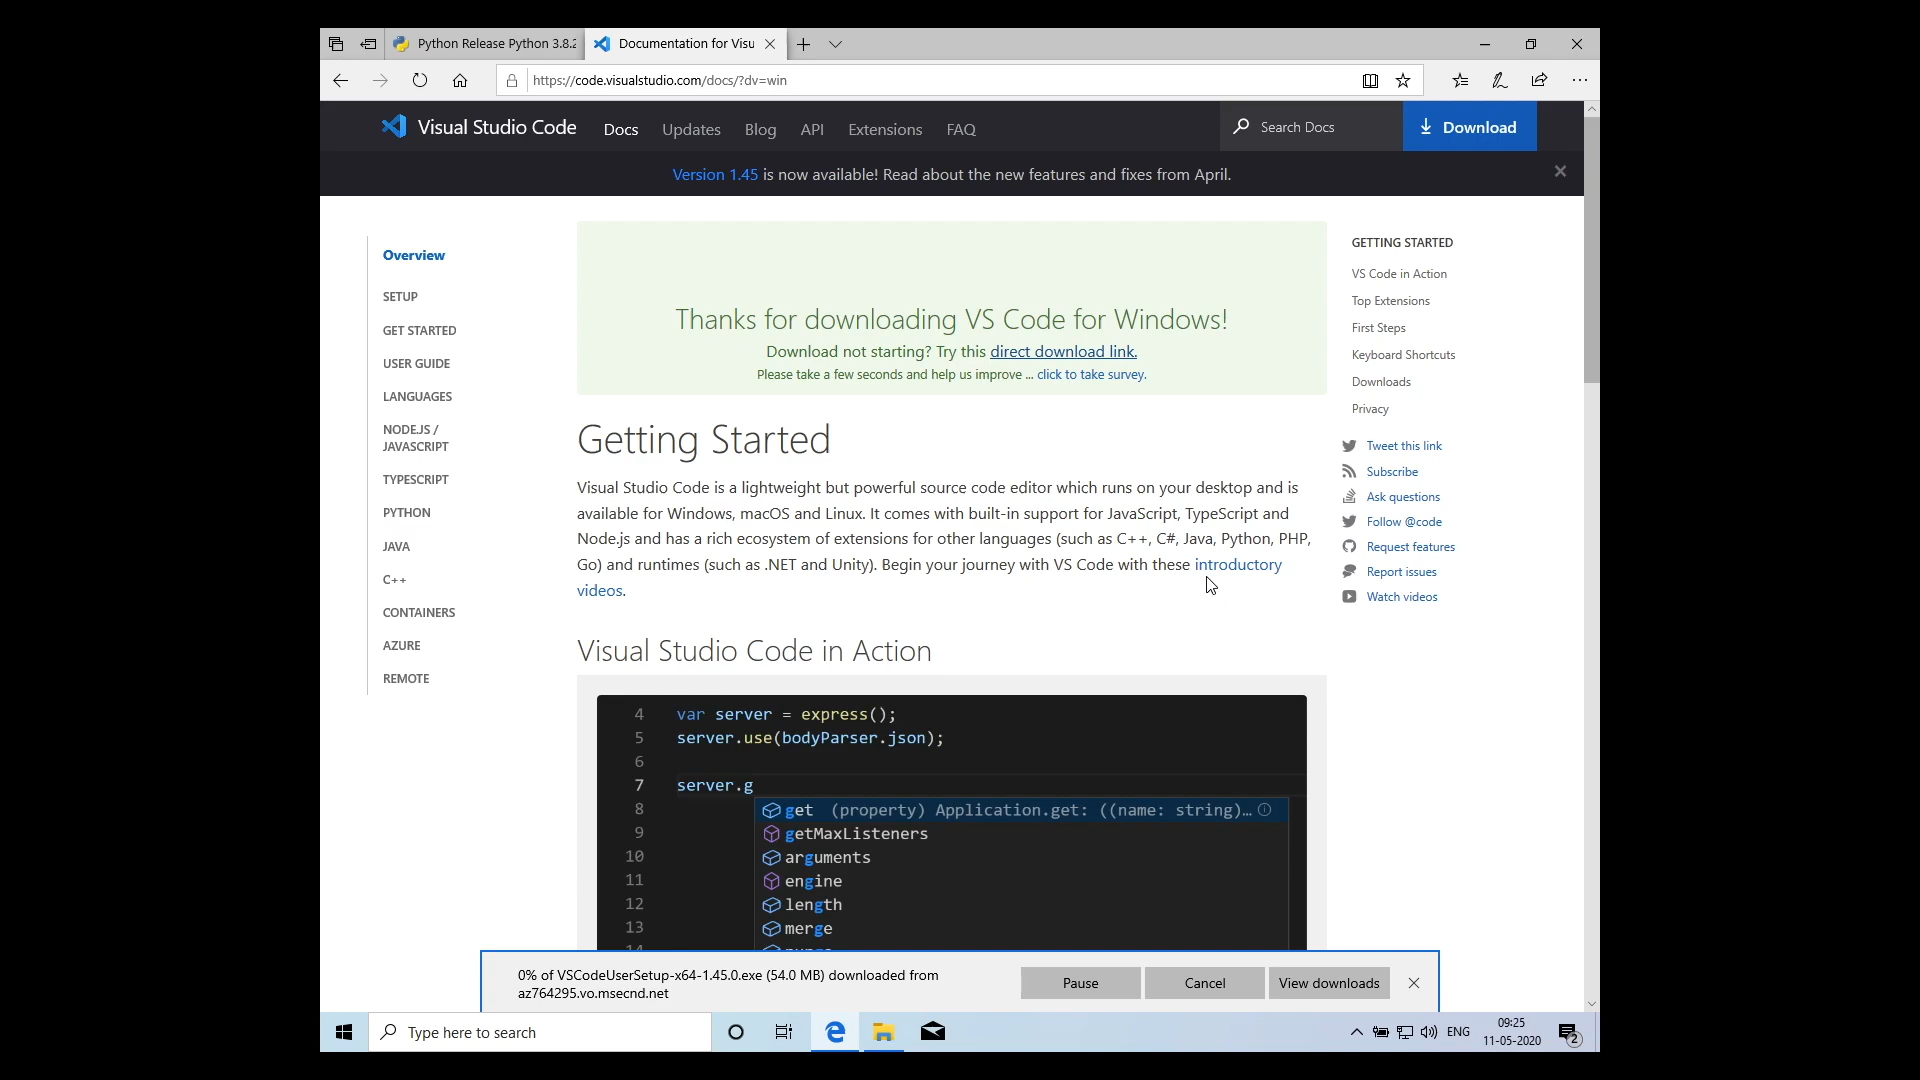 Python Release Python 3.8.2
Documentation for Visu
https://code.visualstudio.com/docs/?dv=win
Visual Studio Code
Docs
Updates
Blog
API
Extensions
FAQ
Search Docs
Download
Version 1.45 is now available! Read about the new features and fixes from April.
Overview
SETUP
GET STARTED
USER GUIDE
LANGUAGES
NODE.JS /
JAVASCRIPT
TYPESCRIPT
PYTHON
JAVA
C++
CONTAINERS
AZURE
REMOTE
Thanks for downloading VS Code for Windows!
Download not starting? Try this direct download link.
Please take a few seconds and help us improve ... click to take survey.
Getting Started
Visual Studio Code is a lightweight but powerful source code editor which runs on your desktop and is
available for Windows, macOS and Linux. It comes with built-in support for JavaScript, TypeScript and
Node.js and has a rich ecosystem of extensions for other languages (such as C++, C#, Java, Python, PHP,
Go) and runtimes (such as .NET and Unity). Begin your journey with VS Code with these introductory
videos.
Visual Studio Code in Action
4 var server = express();
5 server.use(bodyParser.json);
6
7 server.g
8 get (property) Application.get: ((name: string)...
9 getMaxListeners
10 arguments
11 engine
12 length
13 merge
14
GETTING STARTED
VS Code in Action
Top Extensions
First Steps
Keyboard Shortcuts
Downloads
Privacy
Tweet this link
Subscribe
Ask questions
Follow @code
Request features
Report issues
Watch videos
0% of VSCodeUserSetup-x64-1.45.0.exe (54.0 MB) downloaded from
az764295.vo.msecnd.net
Pause
Cancel
View downloads
Type here to search
ENG
09:25
11-05-2020
2